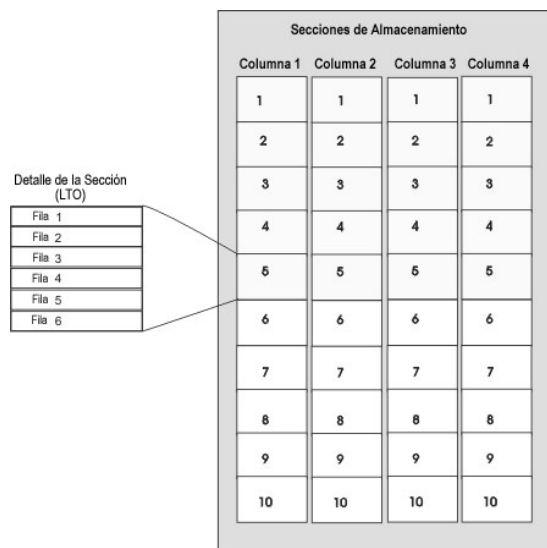 Secciones de Almacenamiento
Columna 1 Columna 2 Columna 3 Columna 4
1 1 1 1
2 2 2 2
3 3 3 3
4 4 4 4
5 5 5 5
6 6 6 6
7 7 7 7
8 8 8 8
9 9 9 9
10 10 10 10
Detalle de la Sección
(LTO)
Fila 1
Fila 2
Fila 3
Fila 4
Fila 5
Fila 6